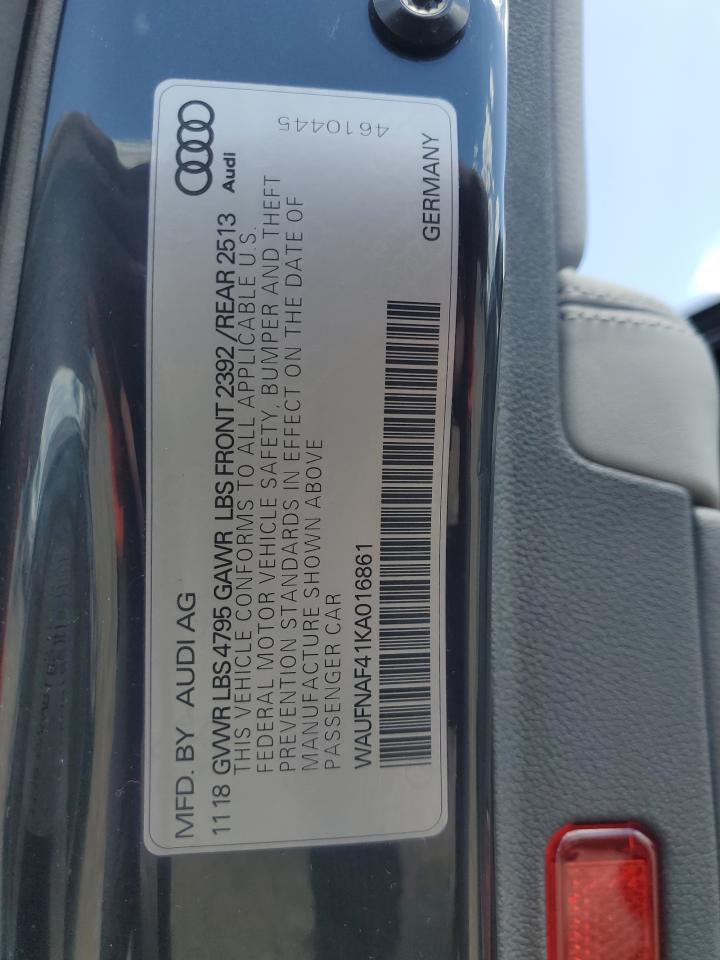 MFD. BY AUDI AG
Audi
11 18 GVWR LBS 4795 GAWR LBS FRONT 2392 / REAR 2513
THIS VEHICLE CONFORMS TO ALL APPLICABLE U.S.
FEDERAL MOTOR VEHICLE SAFETY, BUMPER AND THEFT
PREVENTION STANDARDS IN EFFECT ON THE DATE OF
MANUFACTURE SHOWN ABOVE
PASSENGER CAR
4610445
WAUFNAF41KA016861
GERMANY